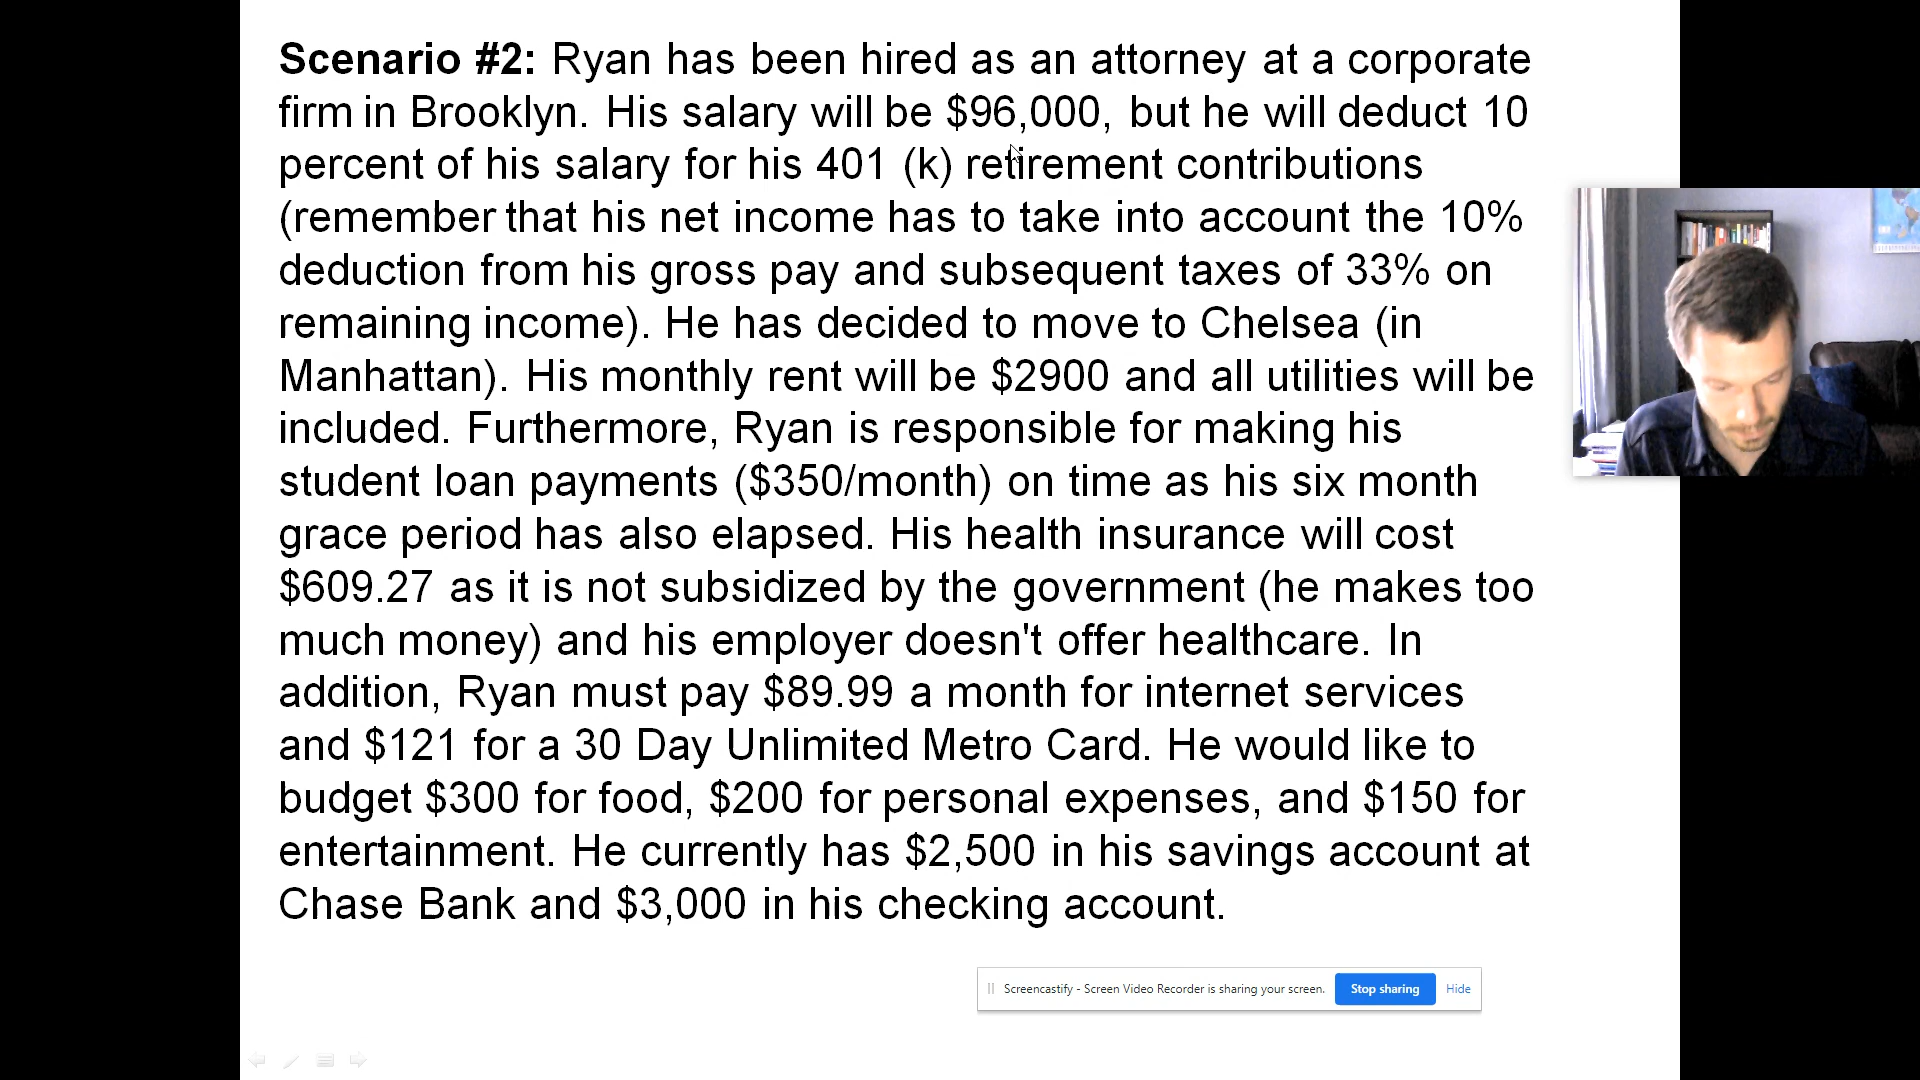 Scenario #2: Ryan has been hired as an attorney at a corporate
firm in Brooklyn. His salary will be $96,000, but he will deduct 10
percent of his salary for his 401 (k) retirement contributions
(remember that his net income has to take into account the 10%
deduction from his gross pay and subsequent taxes of 33% on
remaining income). He has decided to move to Chelsea (in
Manhattan). His monthly rent will be $2900 and all utilities will be
included. Furthermore, Ryan is responsible for making his
student loan payments ($350/month) on time as his six month
grace period has also elapsed. His health insurance will cost
$609.27 as it is not subsidized by the government (he makes too
much money) and his employer doesn't offer healthcare. In
addition, Ryan must pay $89.99 a month for internet services
and $121 for a 30 Day Unlimited Metro Card. He would like to
budget $300 for food, $200 for personal expenses, and $150 for
entertainment. He currently has $2,500 in his savings account at
Chase Bank and $3,000 in his checking account.
Screencastify - Screen Video Recorder is sharing your screen. Stop sharing Hide